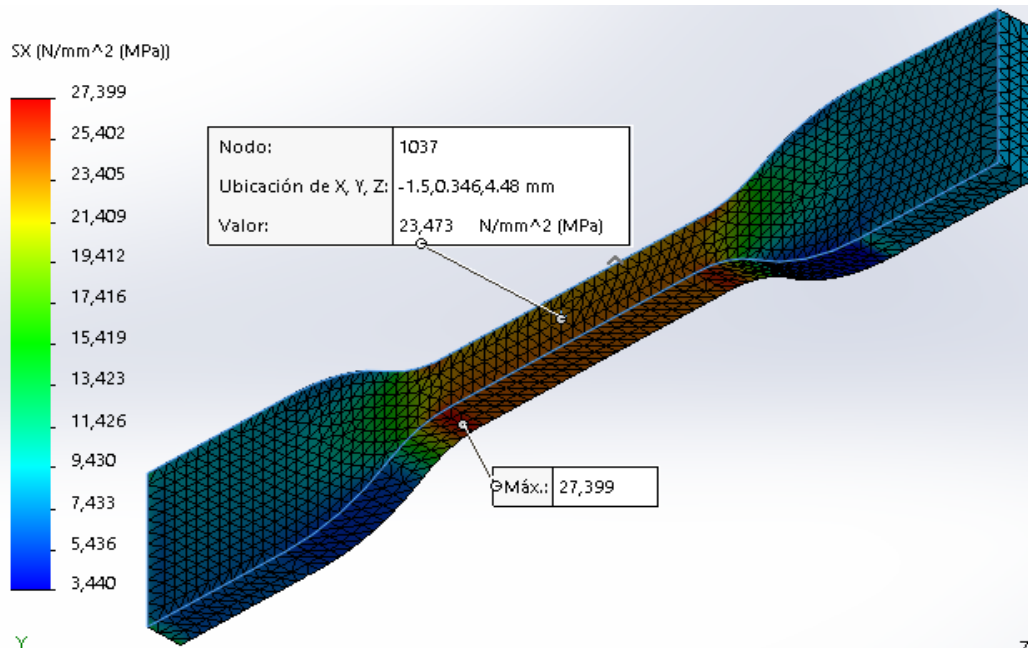 SX (N/mm^2 (MPa))
27,399
25,402
23,405
21,409
19,412
17,416
15,419
13,423
11,426
9,430
7,433
5,436
3,440
Nodo: 1037
Ubicación de X, Y, Z: -1.5,0.346,4.48 mm
Valor: 23,473 N/mm^2 (MPa)
Máx.: 27,399
Y
Z